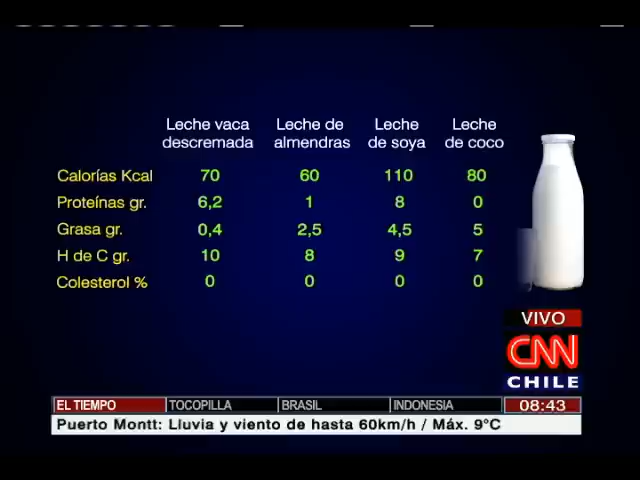 Leche vaca descremada Leche de almendras Leche de soya Leche de coco
Calorías Kcal 70 60 110 80
Proteínas gr. 6,2 1 8 0
Grasa gr. 0,4 2,5 4,5 5
H de C gr. 10 8 9 7
Colesterol % 0 0 0 0
VIVO
CNN
CHILE
EL TIEMPO TOCOPILLA BRASIL INDONESIA 08:43
Puerto Montt: Lluvia y viento de hasta 60km/h / Máx. 9°C